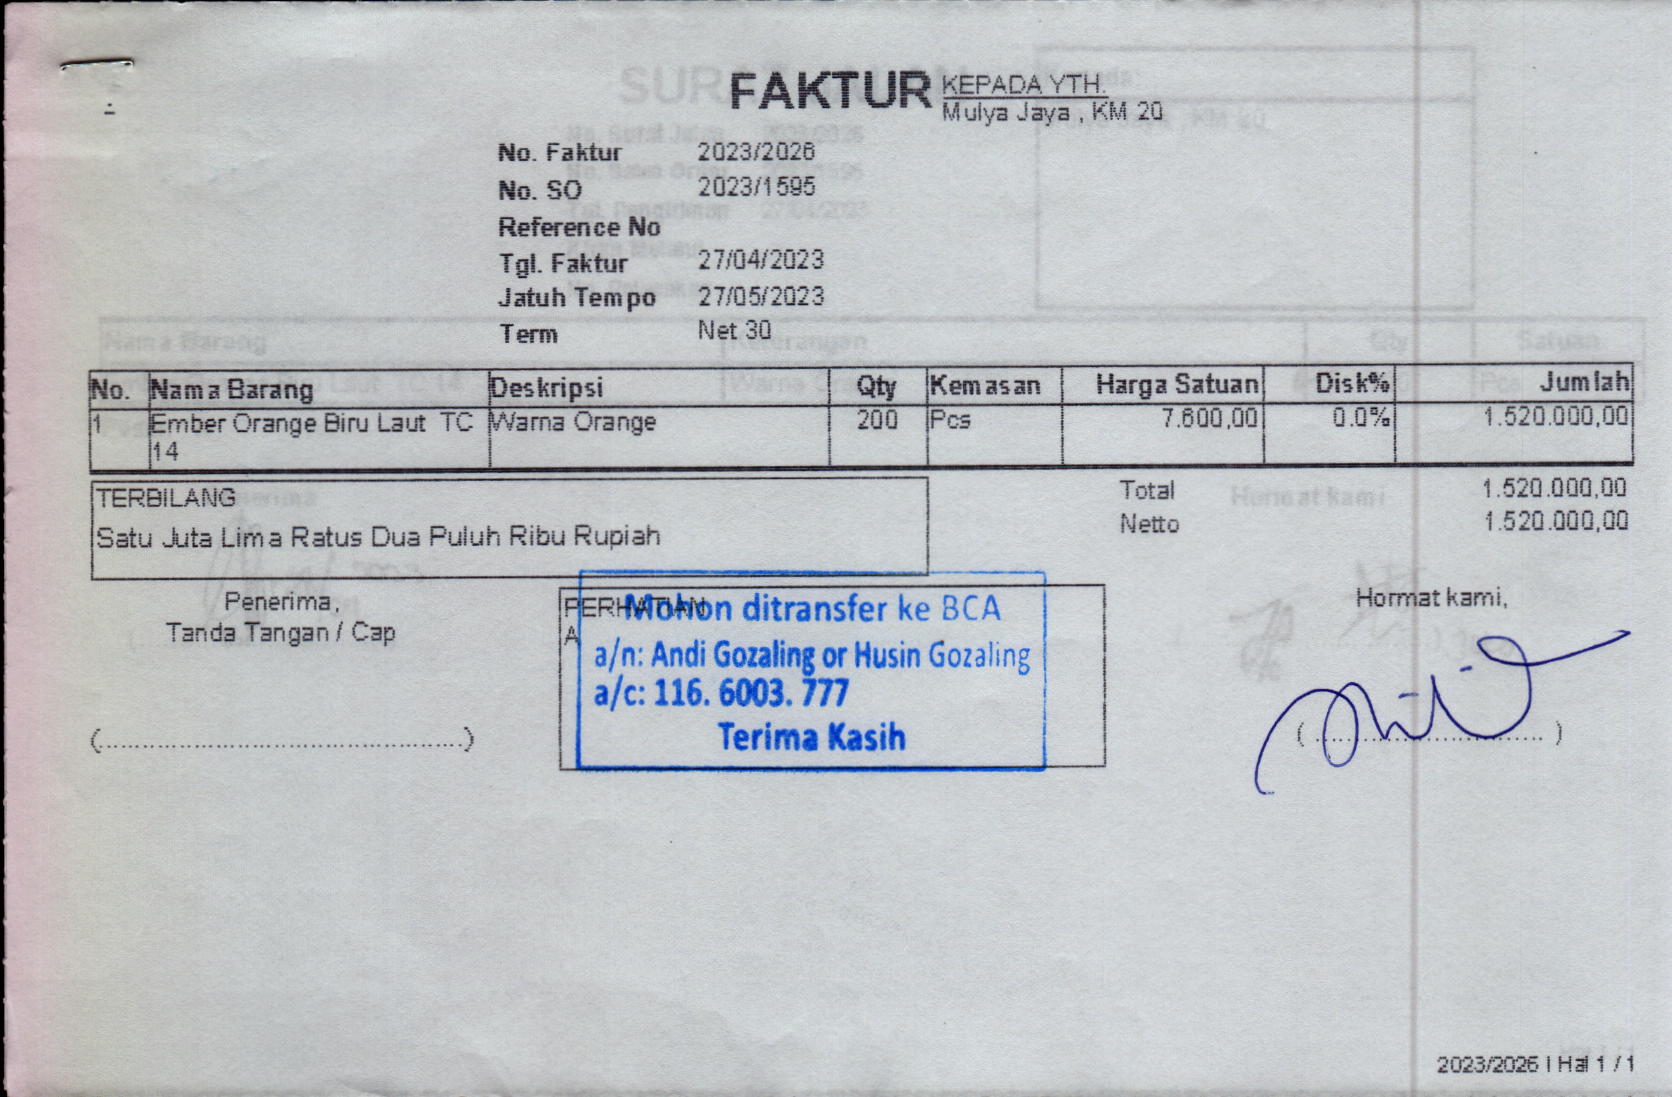 FAKTUR
KEPADA YTH.
Mulya Jaya , KM 20
No. Faktur 2023/2026
No. SO 2023/1595
Reference No
Tgl. Faktur 27/04/2023
Jatuh Tempo 27/05/2023
Term Net 30
No. Nama Barang Deskripsi Qty Kemasan Harga Satuan Disk% Jumlah
1 Ember Orange Biru Laut TC 14 Warna Orange 200 Pcs 7.600,00 0.0% 1.520.000,00
TERBILANG
Satu Juta Lima Ratus Dua Puluh Ribu Rupiah
Total 1.520.000,00
Netto 1.520.000,00
Penerima,
Tanda Tangan / Cap
(...............................................)
PERHATIAN
A
Mohon ditransfer ke BCA
a/n: Andi Gozaling or Husin Gozaling
a/c: 116. 6003. 777
Terima Kasih
Hormat kami,
(...............................)
2023/2026 | Hal 1 / 1